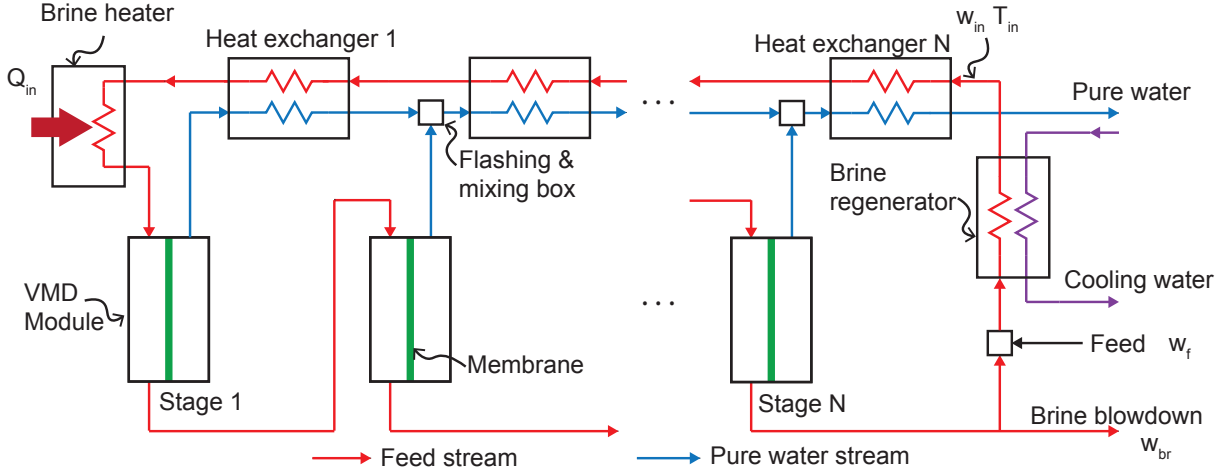 Brine heater
Q_in
Heat exchanger 1
Heat exchanger N
w_in T_in
Pure water
Flashing &
mixing box
Brine
regenerator
VMD
Module
Cooling water
Membrane
Feed w_f
Stage 1
Stage N
Brine blowdown
w_br
Feed stream
Pure water stream